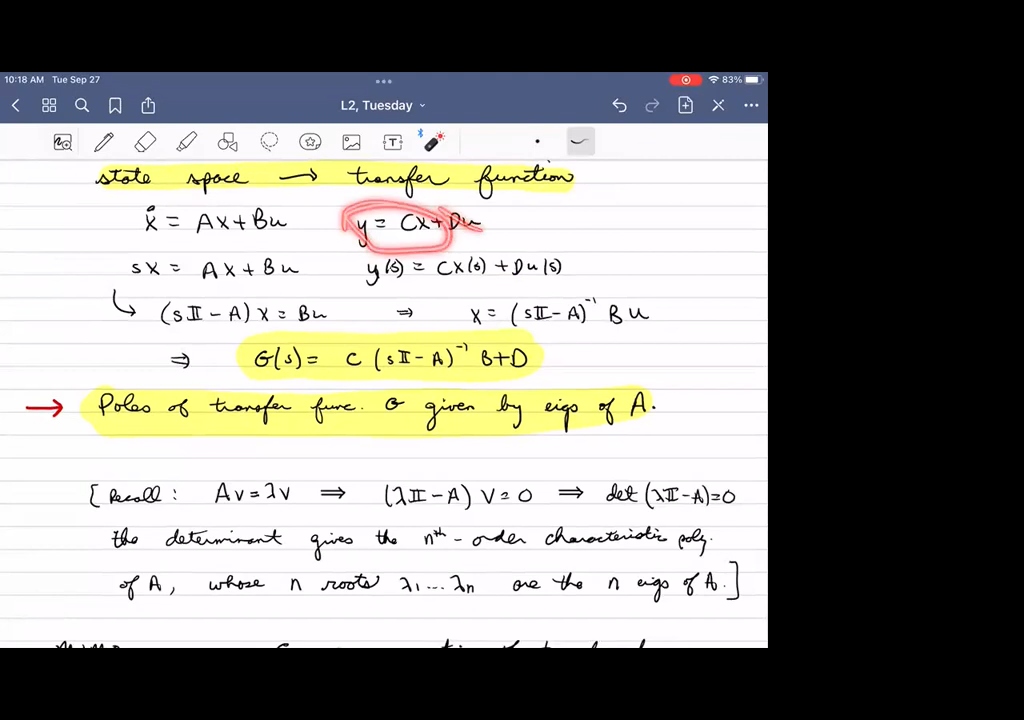 10:18 AM Tue Sep 27
83%
L2, Tuesday
T
state space → transfer function
ẋ = Ax + Bu y = Cx + Du
sx = Ax + Bu y(s) = Cx(s) + Du(s)
↳ (sI - A) x = Bu ⇒ x = (sI - A)⁻¹ Bu
⇒ G(s) = C (sI - A)⁻¹ B + D
→ Poles of transfer func. G given by eigs of A.
[Recall: Av = λv ⇒ (λI - A) v = 0 ⇒ det (λI - A) = 0
the determinant gives the nᵗʰ-order characteristic poly.
of A, whose n roots λ₁...λₙ are the n eigs of A.]